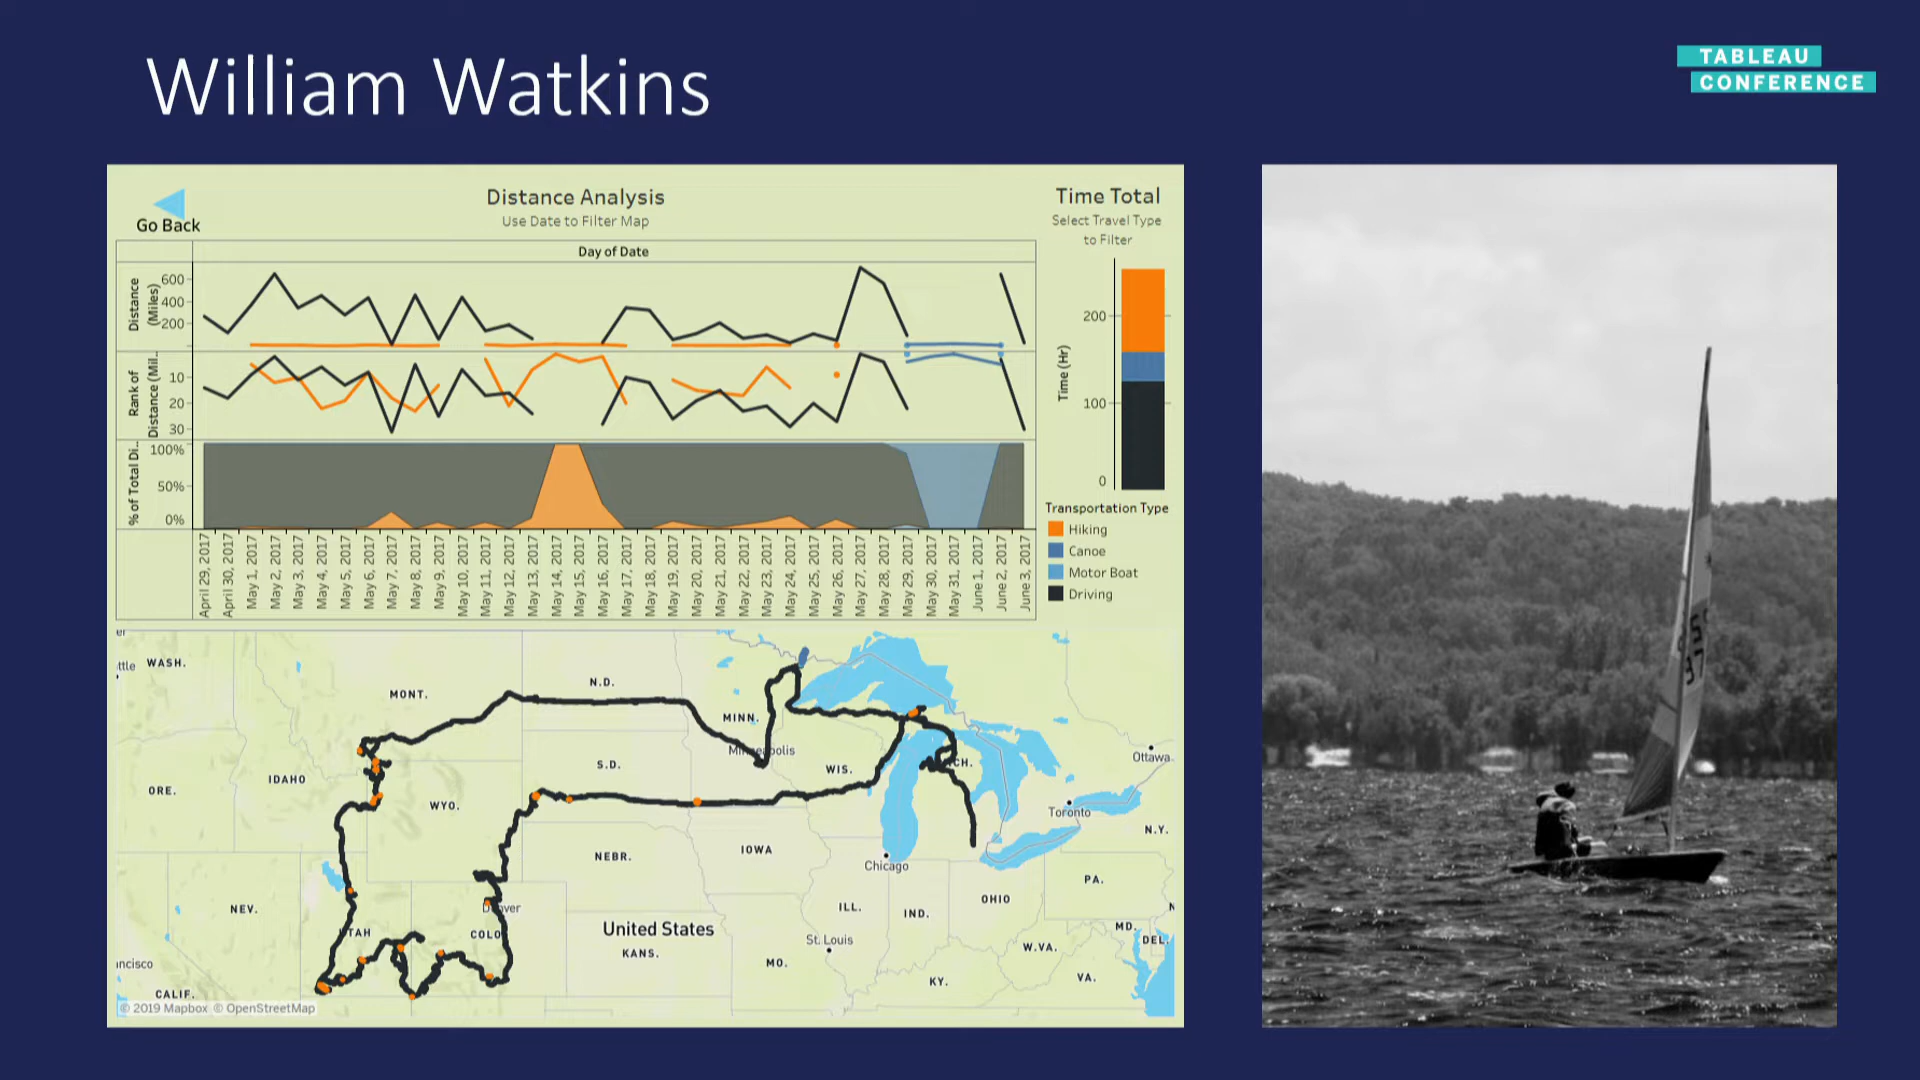 William Watkins
TABLEAU
CONFERENCE
Go Back
Distance Analysis
Use Date to Filter Map
Day of Date
Distance
(Miles)
600
400
200
Rank of
Distance (Mil..
10
20
30
% of Total Di..
100%
50%
0%
April 29, 2017
April 30, 2017
May 1, 2017
May 2, 2017
May 3, 2017
May 4, 2017
May 5, 2017
May 6, 2017
May 7, 2017
May 8, 2017
May 9, 2017
May 10, 2017
May 11, 2017
May 12, 2017
May 13, 2017
May 14, 2017
May 15, 2017
May 16, 2017
May 17, 2017
May 18, 2017
May 19, 2017
May 20, 2017
May 21, 2017
May 22, 2017
May 23, 2017
May 24, 2017
May 25, 2017
May 26, 2017
May 27, 2017
May 28, 2017
May 29, 2017
May 30, 2017
May 31, 2017
June 1, 2017
June 2, 2017
June 3, 2017
Time Total
Select Travel Type
to Filter
Time (Hr)
200
100
0
Transportation Type
Hiking
Canoe
Motor Boat
Driving
ttle
WASH.
MONT.
N.D.
MINN.
Minneapolis
Ottawa
ORE.
IDAHO
S.D.
WIS.
CH.
WYO.
Toronto
N.Y.
NEBR.
IOWA
Chicago
PA.
NEV.
Denver
ILL.
IND.
OHIO
N
UTAH
COLO
United States
KANS.
St. Louis
MD.
DEL.
W.VA.
ncisco
MO.
KY.
VA.
CALIF.
© 2019 Mapbox © OpenStreetMap